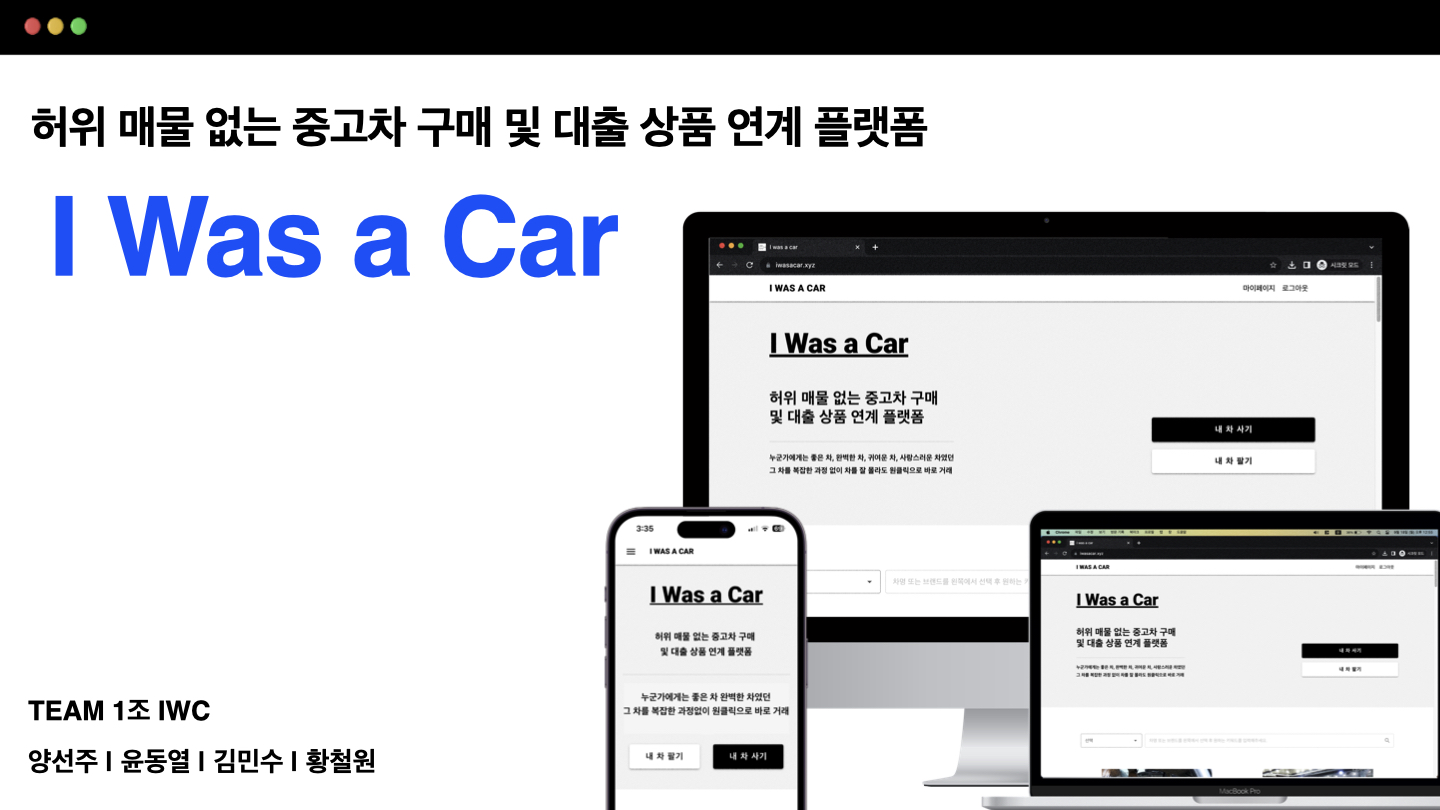 허위 매물 없는 중고차 구매 및 대출 상품 연계 플랫폼
I Was a Car
I was a car
iwasacar.xyz
시크릿 모드
I WAS A CAR
마이페이지 로그아웃
I Was a Car
허위 매물 없는 중고차 구매
및 대출 상품 연계 플랫폼
내 차 사기
누군가에게는 좋은 차, 완벽한 차, 귀여운 차, 사랑스러운 차였던
그 차를 복잡한 과정 없이 차를 잘 몰라도 원클릭으로 바로 거래
내 차 팔기
차명 또는 브랜드를 왼쪽에서 선택 후 원하는
3:35
I WAS A CAR
I Was a Car
허위 매물 없는 중고차 구매
및 대출 상품 연계 플랫폼
누군가에게는 좋은 차 완벽한 차였던
그 차를 복잡한 과정없이 원클릭으로 바로 거래
내 차 팔기
내 차 사기
Chrome
I was a car
iwasacar.xyz
I WAS A CAR
마이페이지 로그아웃
I Was a Car
허위 매물 없는 중고차 구매
및 대출 상품 연계 플랫폼
내 차 사기
누군가에게는 좋은 차, 완벽한 차, 귀여운 차, 사랑스러운 차였던
그 차를 복잡한 과정 없이 차를 잘 몰라도 원클릭으로 바로 거래
내 차 팔기
선택
MacBook Pro
TEAM 1조 IWC
양선주 I 윤동열 I 김민수 I 황철원